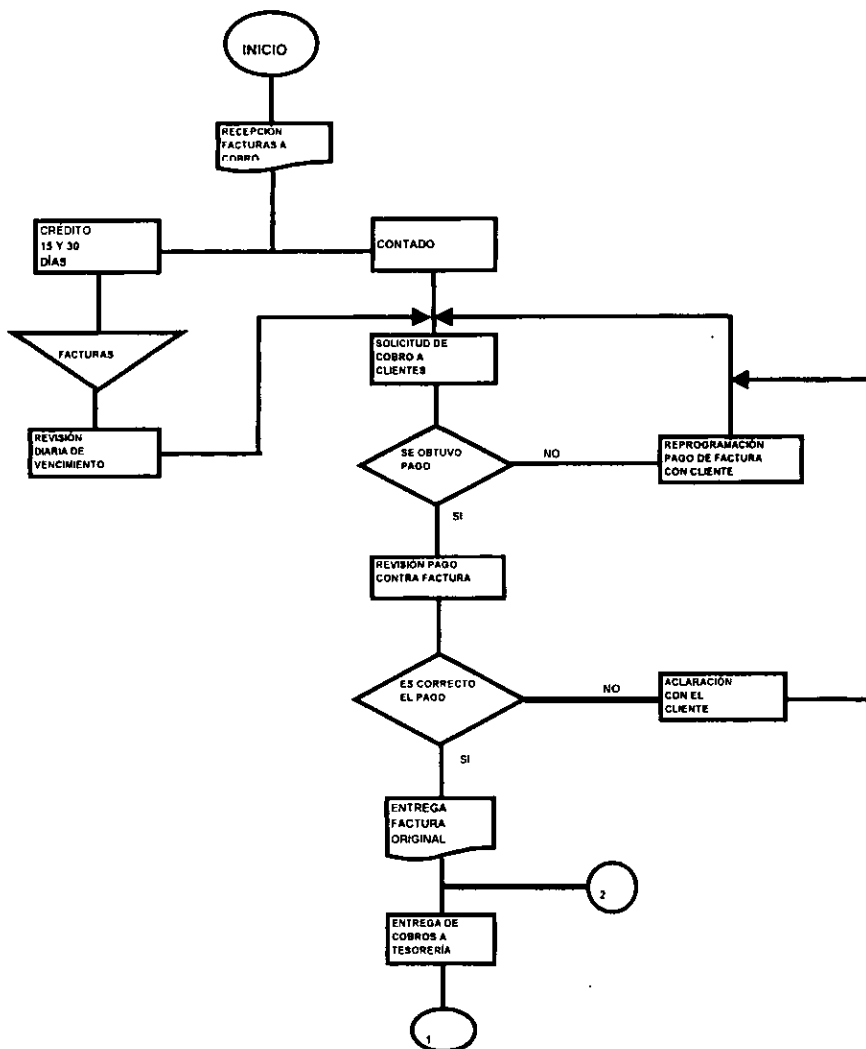 INICIO
RECEPCIÓN
FACTURAS A
COBRO
CRÉDITO
15 Y 30
DÍAS
CONTADO
FACTURAS
SOLICITUD DE
COBRO A
CLIENTES
REVISIÓN
DIARIA DE
VENCIMIENTO
SE OBTUVO
PAGO
NO
REPROGRAMACIÓN
PAGO DE FACTURA
CON CLIENTE
SI
REVISIÓN PAGO
CONTRA FACTURA
ES CORRECTO
EL PAGO
NO
ACLARACIÓN
CON EL
CLIENTE
SI
ENTREGA
FACTURA
ORIGINAL
2
ENTREGA DE
COBROS A
TESORERÍA
1